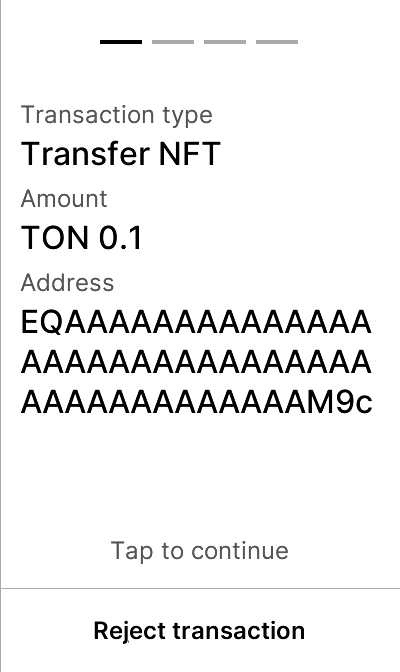 Transaction type
Transfer NFT
Amount
TON 0.1
Address
EQAAAAAAAAAAAAAA
AAAAAAAAAAAAAAAA
AAAAAAAAAAAAAM9c
Tap to continue
Reject transaction